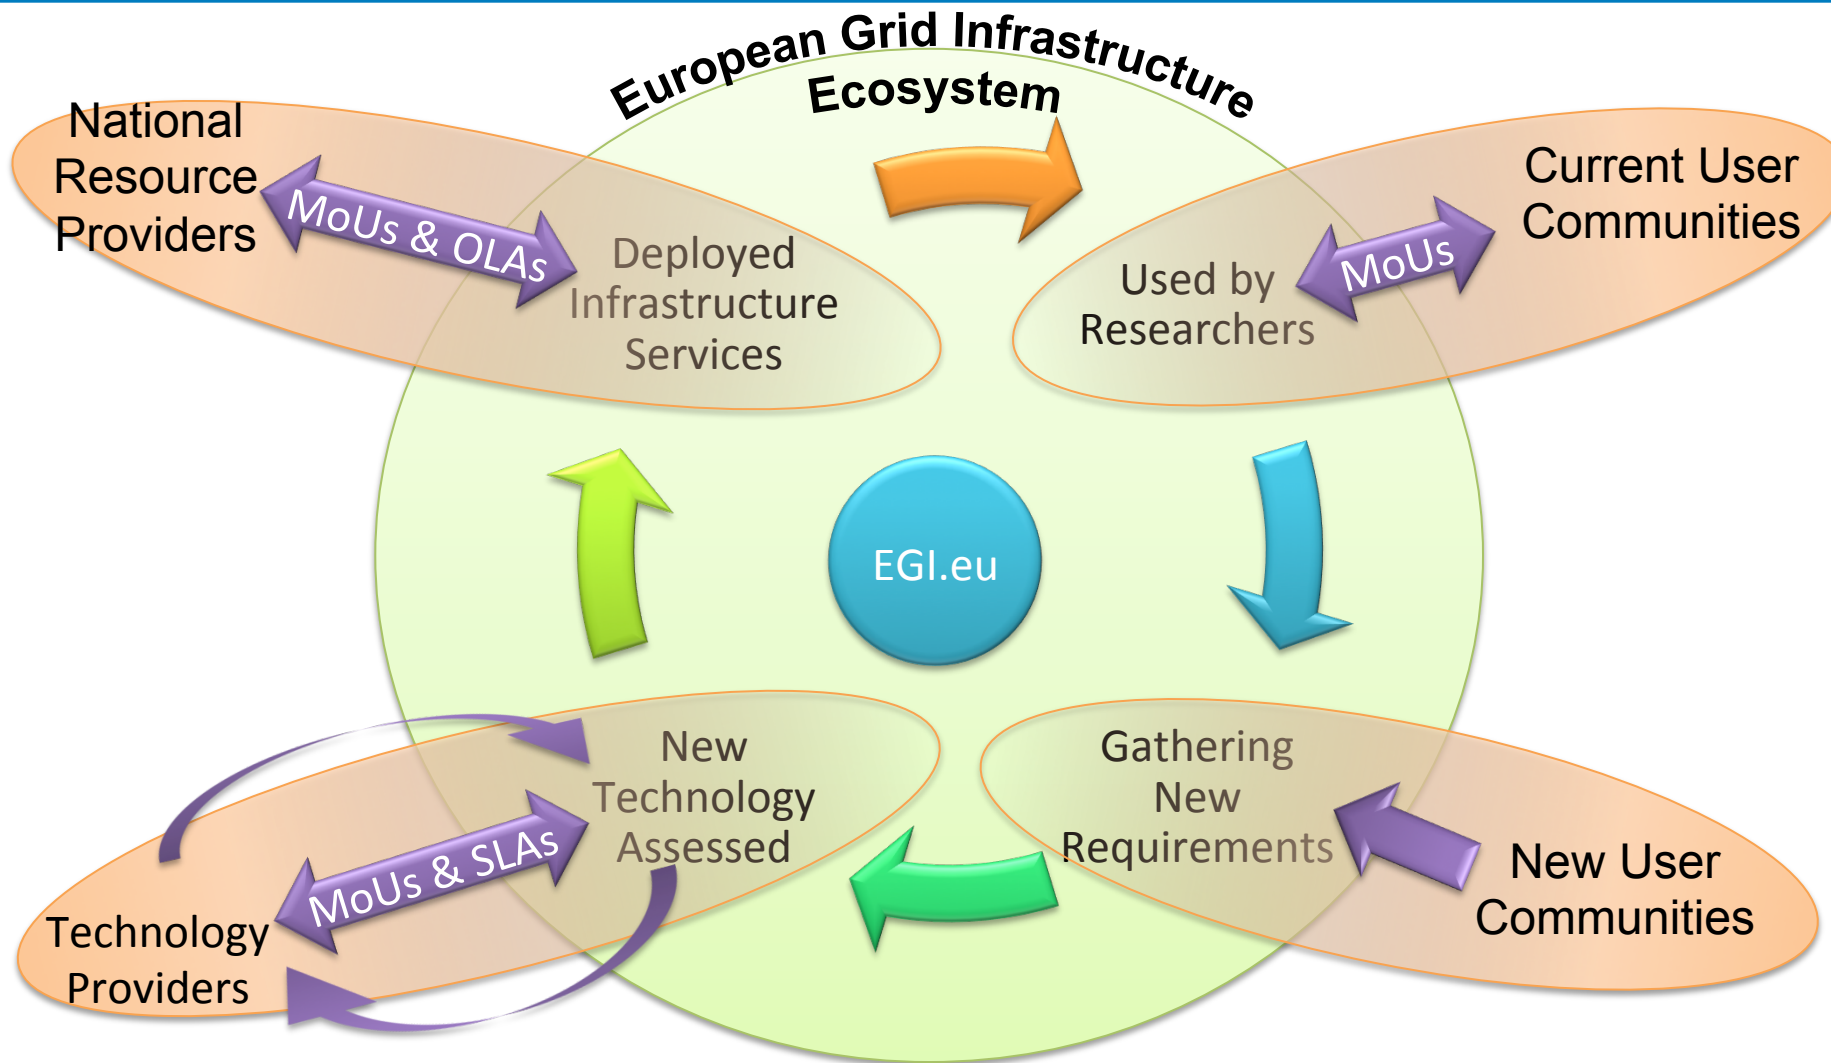 European Grid Infrastructure
Ecosystem
National
Resource
Providers
MoUs & OLAs
Deployed
Infrastructure
Services
Used by
Researchers
MoUs
Current User
Communities
EGI.eu
New
Technology
Assessed
MoUs & SLAs
Technology
Providers
Gathering
New
Requirements
New User
Communities